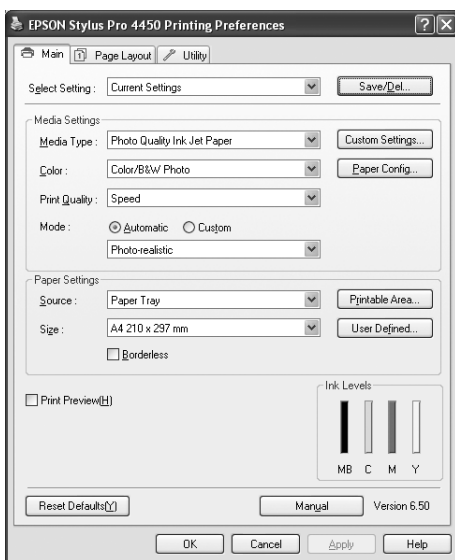 EPSON Stylus Pro 4450 Printing Preferences
Main 1 Page Layout Utility
Select Setting : Current Settings Save/Del...
Media Settings
Media Type : Photo Quality Ink Jet Paper Custom Settings...
Color : Color/B&W Photo Paper Config...
Print Quality : Speed
Mode : Automatic Custom
Photo-realistic
Paper Settings
Source : Paper Tray Printable Area...
Size : A4 210 x 297 mm User Defined...
Borderless
Print Preview(H)
Ink Levels
MB C M Y
Reset Defaults(Y) Manual Version 6.50
OK Cancel Apply Help